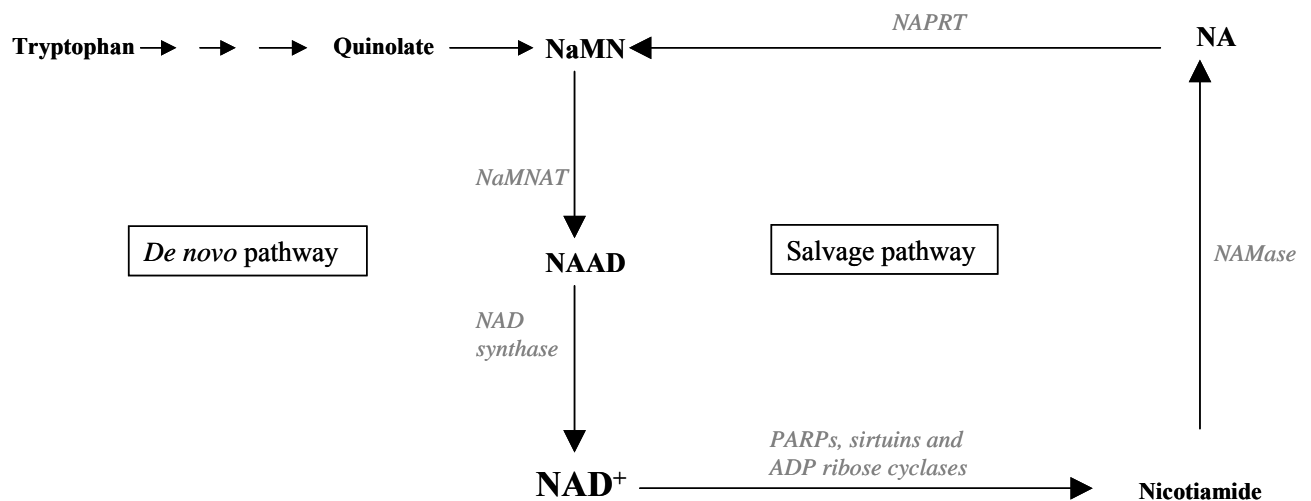 NAPRT
Tryptophan
Quinolate
NaMN
NA
NaMNAT
De novo pathway
Salvage pathway
NAMase
NAAD
NAD
synthase
PARPs, sirtuins and
ADP ribose cyclases
NAD⁺
Nicotiamide